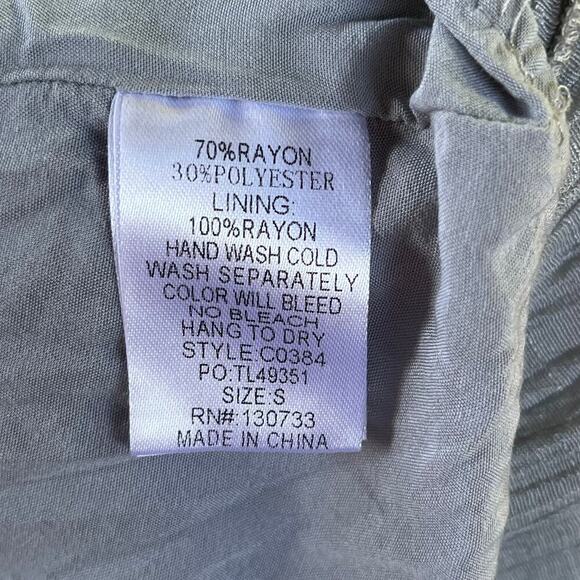 70%RAYON
30%POLYESTER
LINING:
100%RAYON
HAND WASH COLD
WASH SEPARATELY
COLOR WILL BLEED
NO BLEACH
HANG TO DRY
STYLE:C0384
PO:TL49351
SIZE:S
RN#:130733
MADE IN CHINA